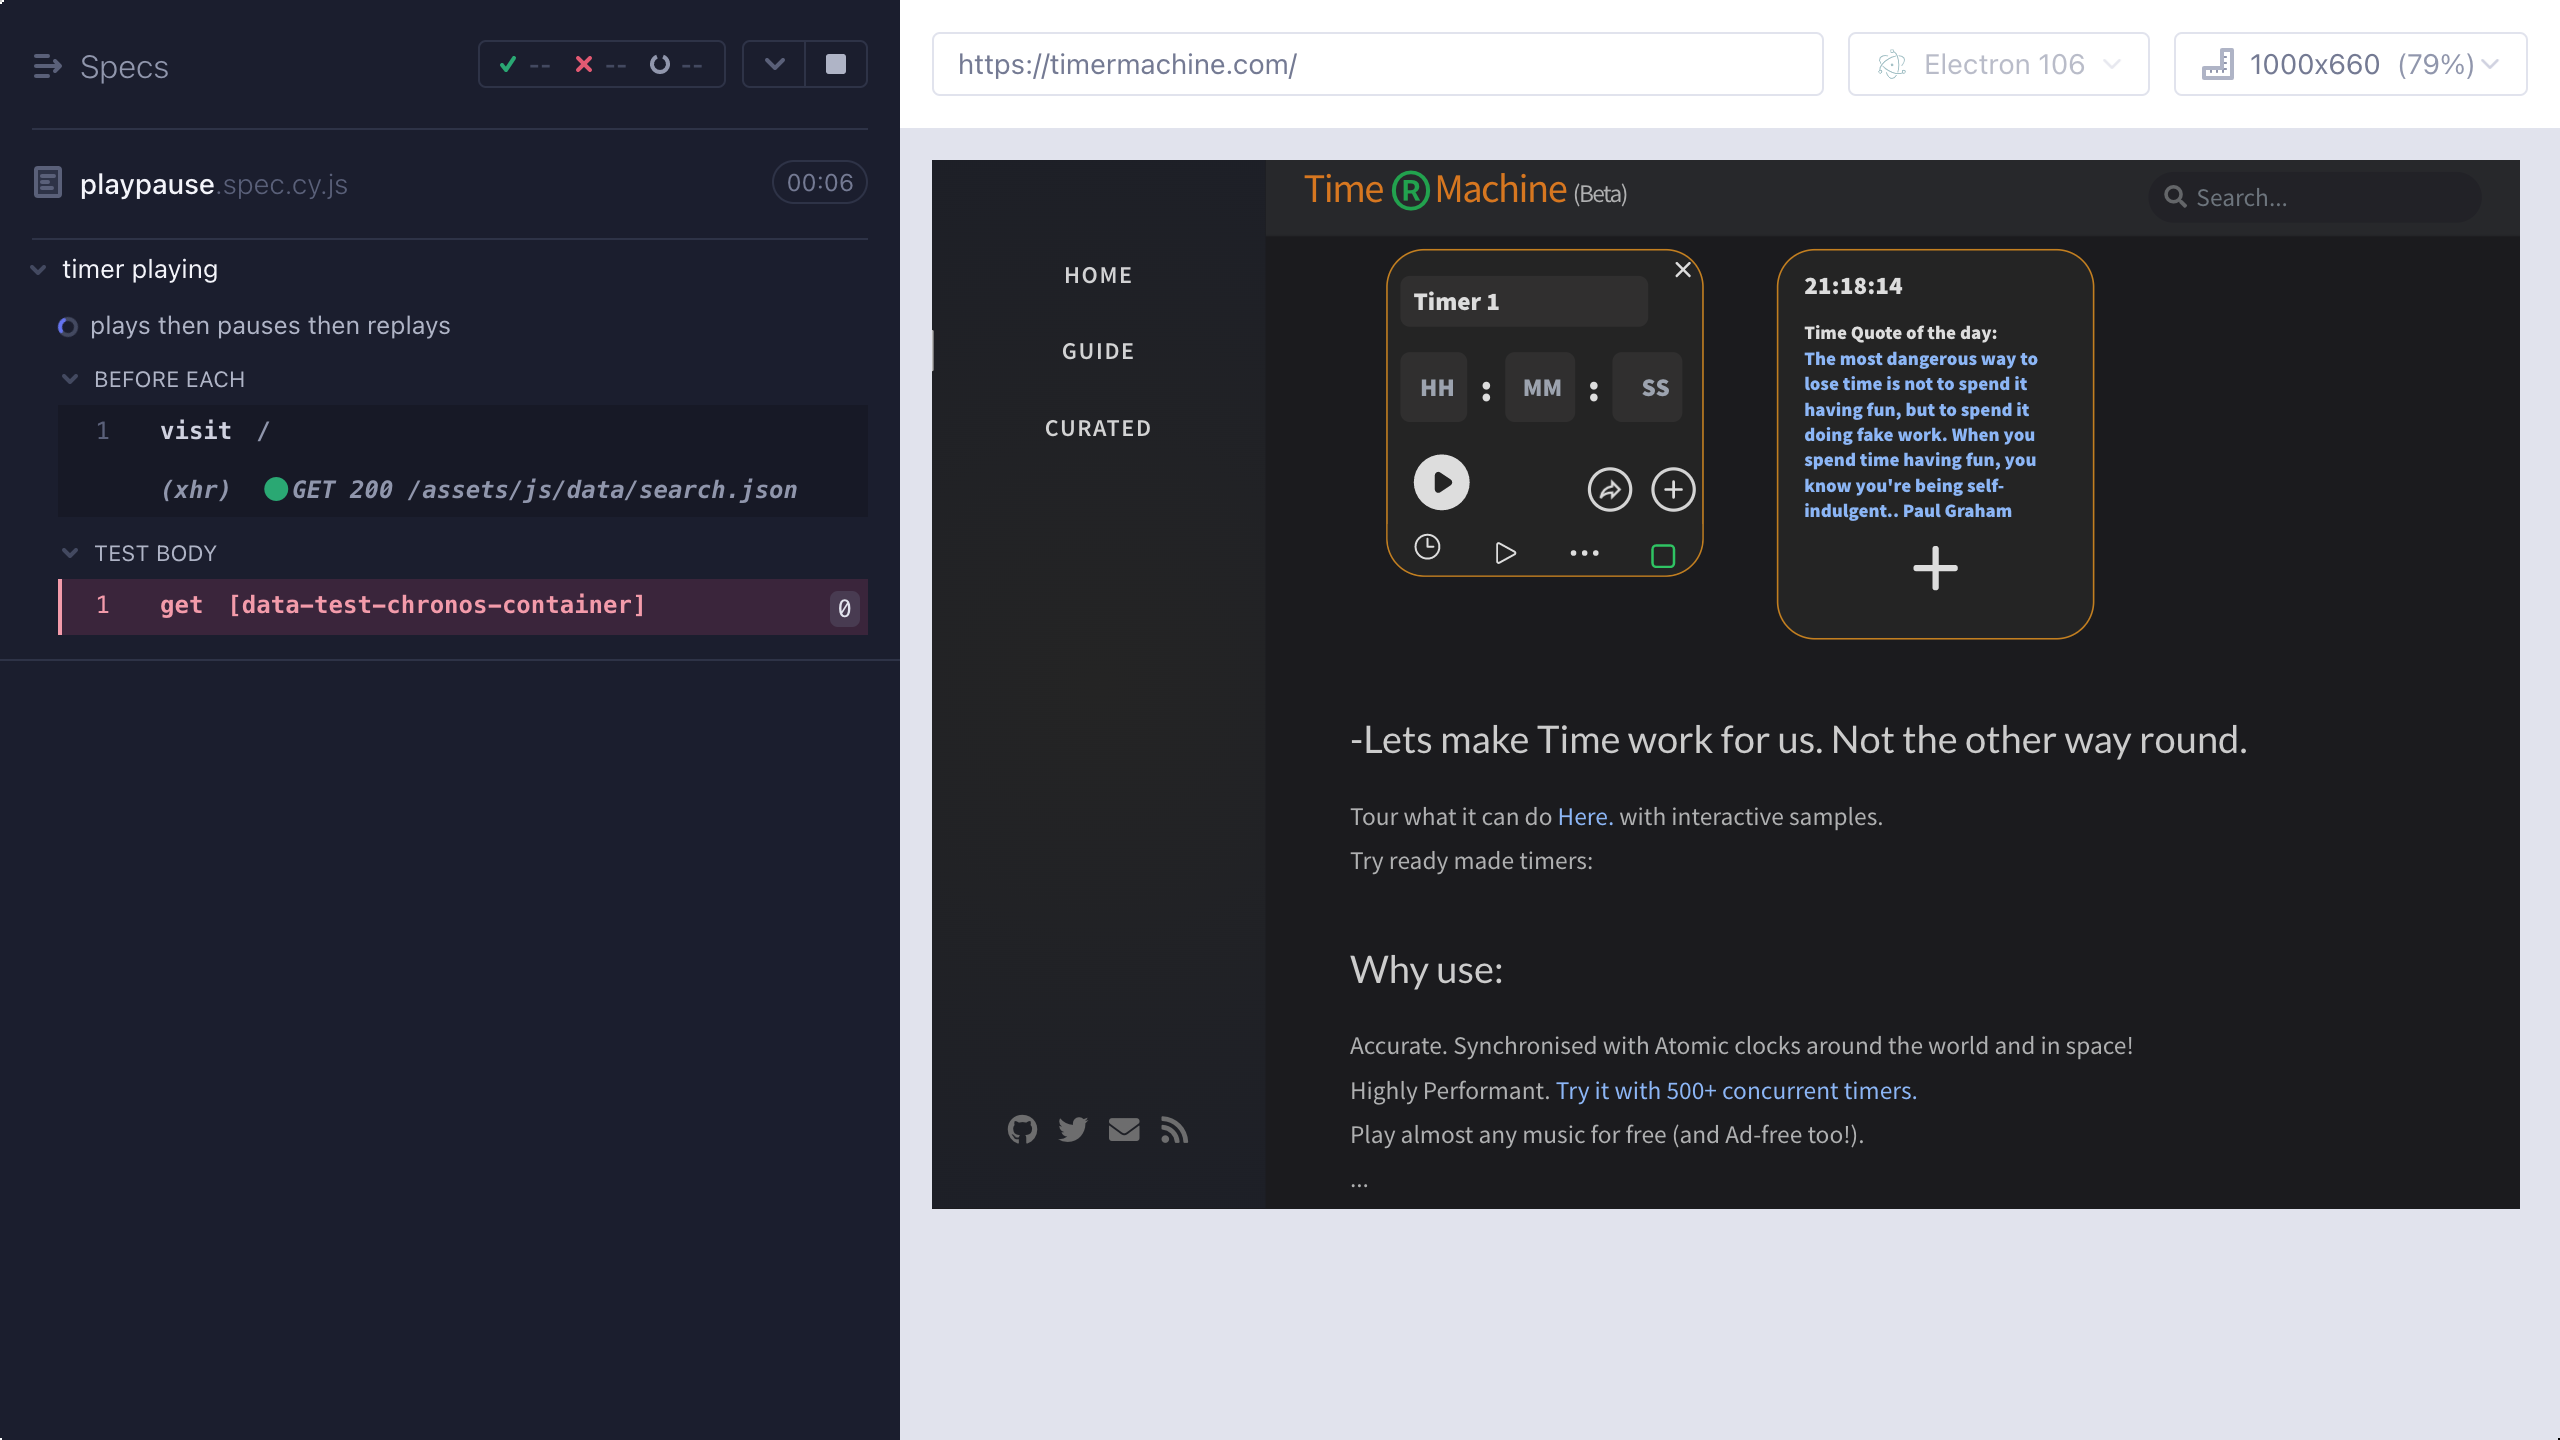 Specs
-- -- --
playpause.spec.cy.js
00:06
timer playing
plays then pauses then replays
BEFORE EACH
1 visit /
(xhr) GET 200 /assets/js/data/search.json
TEST BODY
1 get [data-test-chronos-container] 0
https://timermachine.com/
Electron 106
1000x660 (79%)
Time R Machine (Beta)
Search...
HOME
GUIDE
CURATED
Timer 1
HH : MM : SS
21:18:14
Time Quote of the day:
The most dangerous way to
lose time is not to spend it
having fun, but to spend it
doing fake work. When you
spend time having fun, you
know you're being self-
indulgent.. Paul Graham
-Lets make Time work for us. Not the other way round.
Tour what it can do Here. with interactive samples.
Try ready made timers:
Why use:
Accurate. Synchronised with Atomic clocks around the world and in space!
Highly Performant. Try it with 500+ concurrent timers.
Play almost any music for free (and Ad-free too!).
...